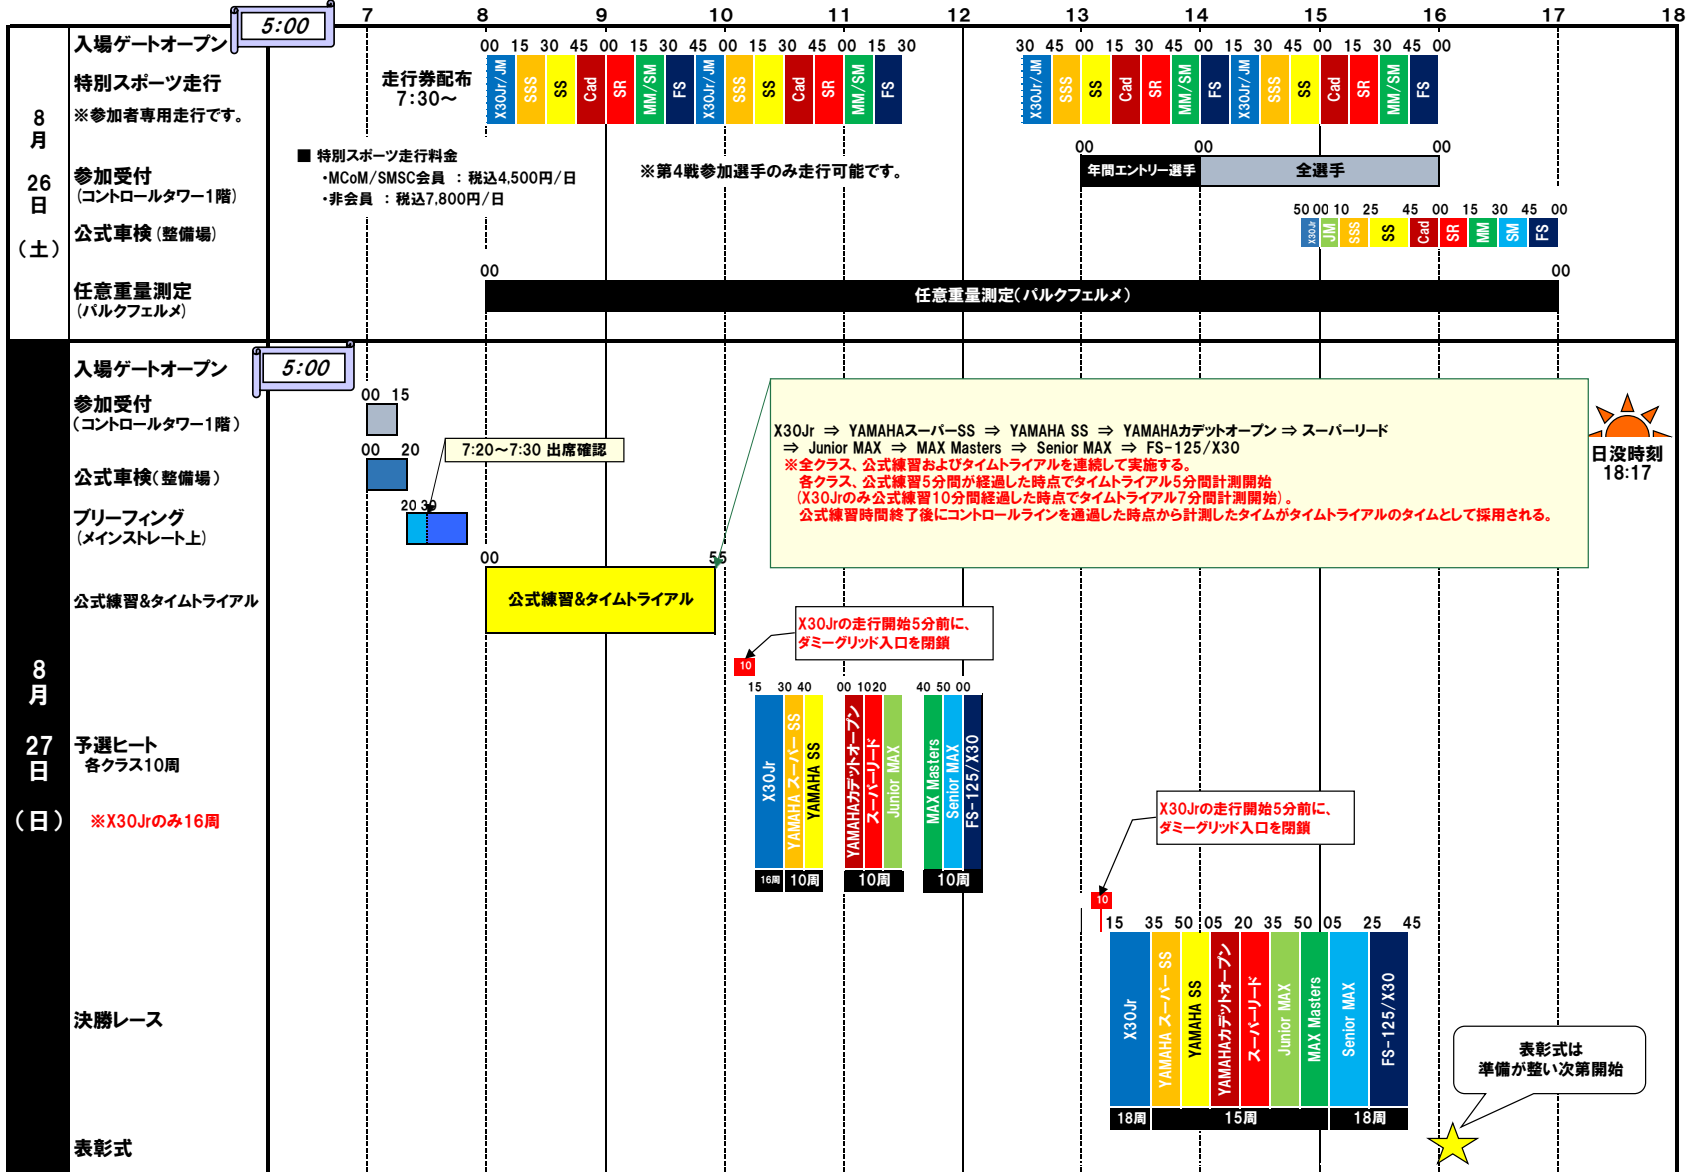 7 8 9 10 11 12 13 14 15 16 17 18
5:00
8
月
26
日
(土)
入場ゲートオープン
00 15 30 45 00 15 30 45 00 15 30 45 00 15 30
30 45 00 15 30 45 00 15 30 45 00 15 30 45 00
特別スポーツ走行
※参加者専用走行です。
走行券配布
7:30~
X30Jr/JM SSS SS Cad SR MM/SM FS X30Jr/JM SSS SS Cad SR MM/SM FS
X30Jr/JM SSS SS Cad SR MM/SM FS X30Jr/JM SSS SS Cad SR MM/SM FS
■ 特別スポーツ走行料金
・MCoM/SMSC会員 : 税込4,500円/日
・非会員 : 税込7,800円/日
※第4戦参加選手のみ走行可能です。
参加受付
(コントロールタワー1階)
00 00 00
年間エントリー選手 全選手
公式車検(整備場)
50 00 10 25 45 00 15 30 45 00
X30Jr JM SSS SS Cad SR MM SM FS
任意重量測定
(パルクフェルメ)
00 00
任意重量測定(パルクフェルメ)
8
月
27
日
(日)
入場ゲートオープン
5:00
参加受付
(コントロールタワー1階)
00 15
公式車検(整備場)
00 20
7:20~7:30 出席確認
ブリーフィング
(メインストレート上)
20 30
X30Jr ⇒ YAMAHAスーパーSS ⇒ YAMAHA SS ⇒ YAMAHAカデットオープン ⇒ スーパーリード
⇒ Junior MAX ⇒ MAX Masters ⇒ Senior MAX ⇒ FS-125/X30
※全クラス、公式練習およびタイムトライアルを連続して実施する。
各クラス、公式練習5分間が経過した時点でタイムトライアル5分間計測開始
(X30Jrのみ公式練習10分間経過した時点でタイムトライアル7分間計測開始)。
公式練習時間終了後にコントロールラインを通過した時点から計測したタイムがタイムトライアルのタイムとして採用される。
日没時刻
18:17
公式練習&タイムトライアル
00 55
公式練習&タイムトライアル
X30Jrの走行開始5分前に、
ダミーグリッド入口を閉鎖
10
予選ヒート
各クラス10周
※X30Jrのみ16周
15 30 40 00 10 20 40 50 00
X30Jr YAMAHA スーパー SS YAMAHA SS YAMAHAカデットオープン スーパーリード Junior MAX MAX Masters Senior MAX FS-125/X30
16周 10周 10周 10周
X30Jrの走行開始5分前に、
ダミーグリッド入口を閉鎖
10
決勝レース
15 35 50 05 20 35 50 05 25 45
X30Jr YAMAHA スーパー SS YAMAHA SS YAMAHAカデットオープン スーパーリード Junior MAX MAX Masters Senior MAX FS-125/X30
18周 15周 18周
表彰式は
準備が整い次第開始
表彰式